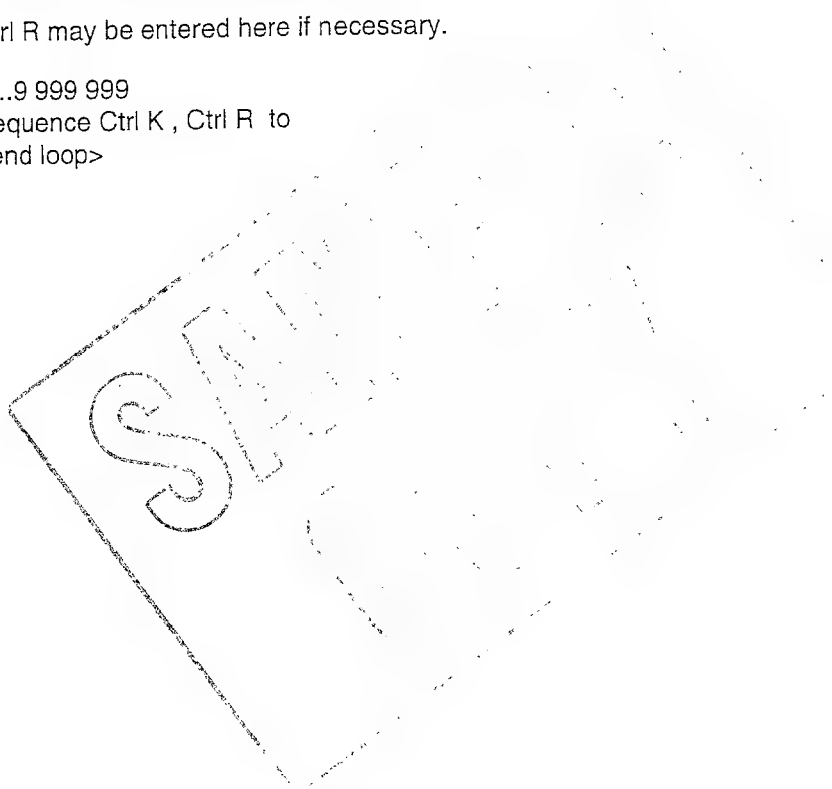 rl R may be entered here if necessary.
..9 999 999
equence Ctrl K , Ctrl R to
end loop>